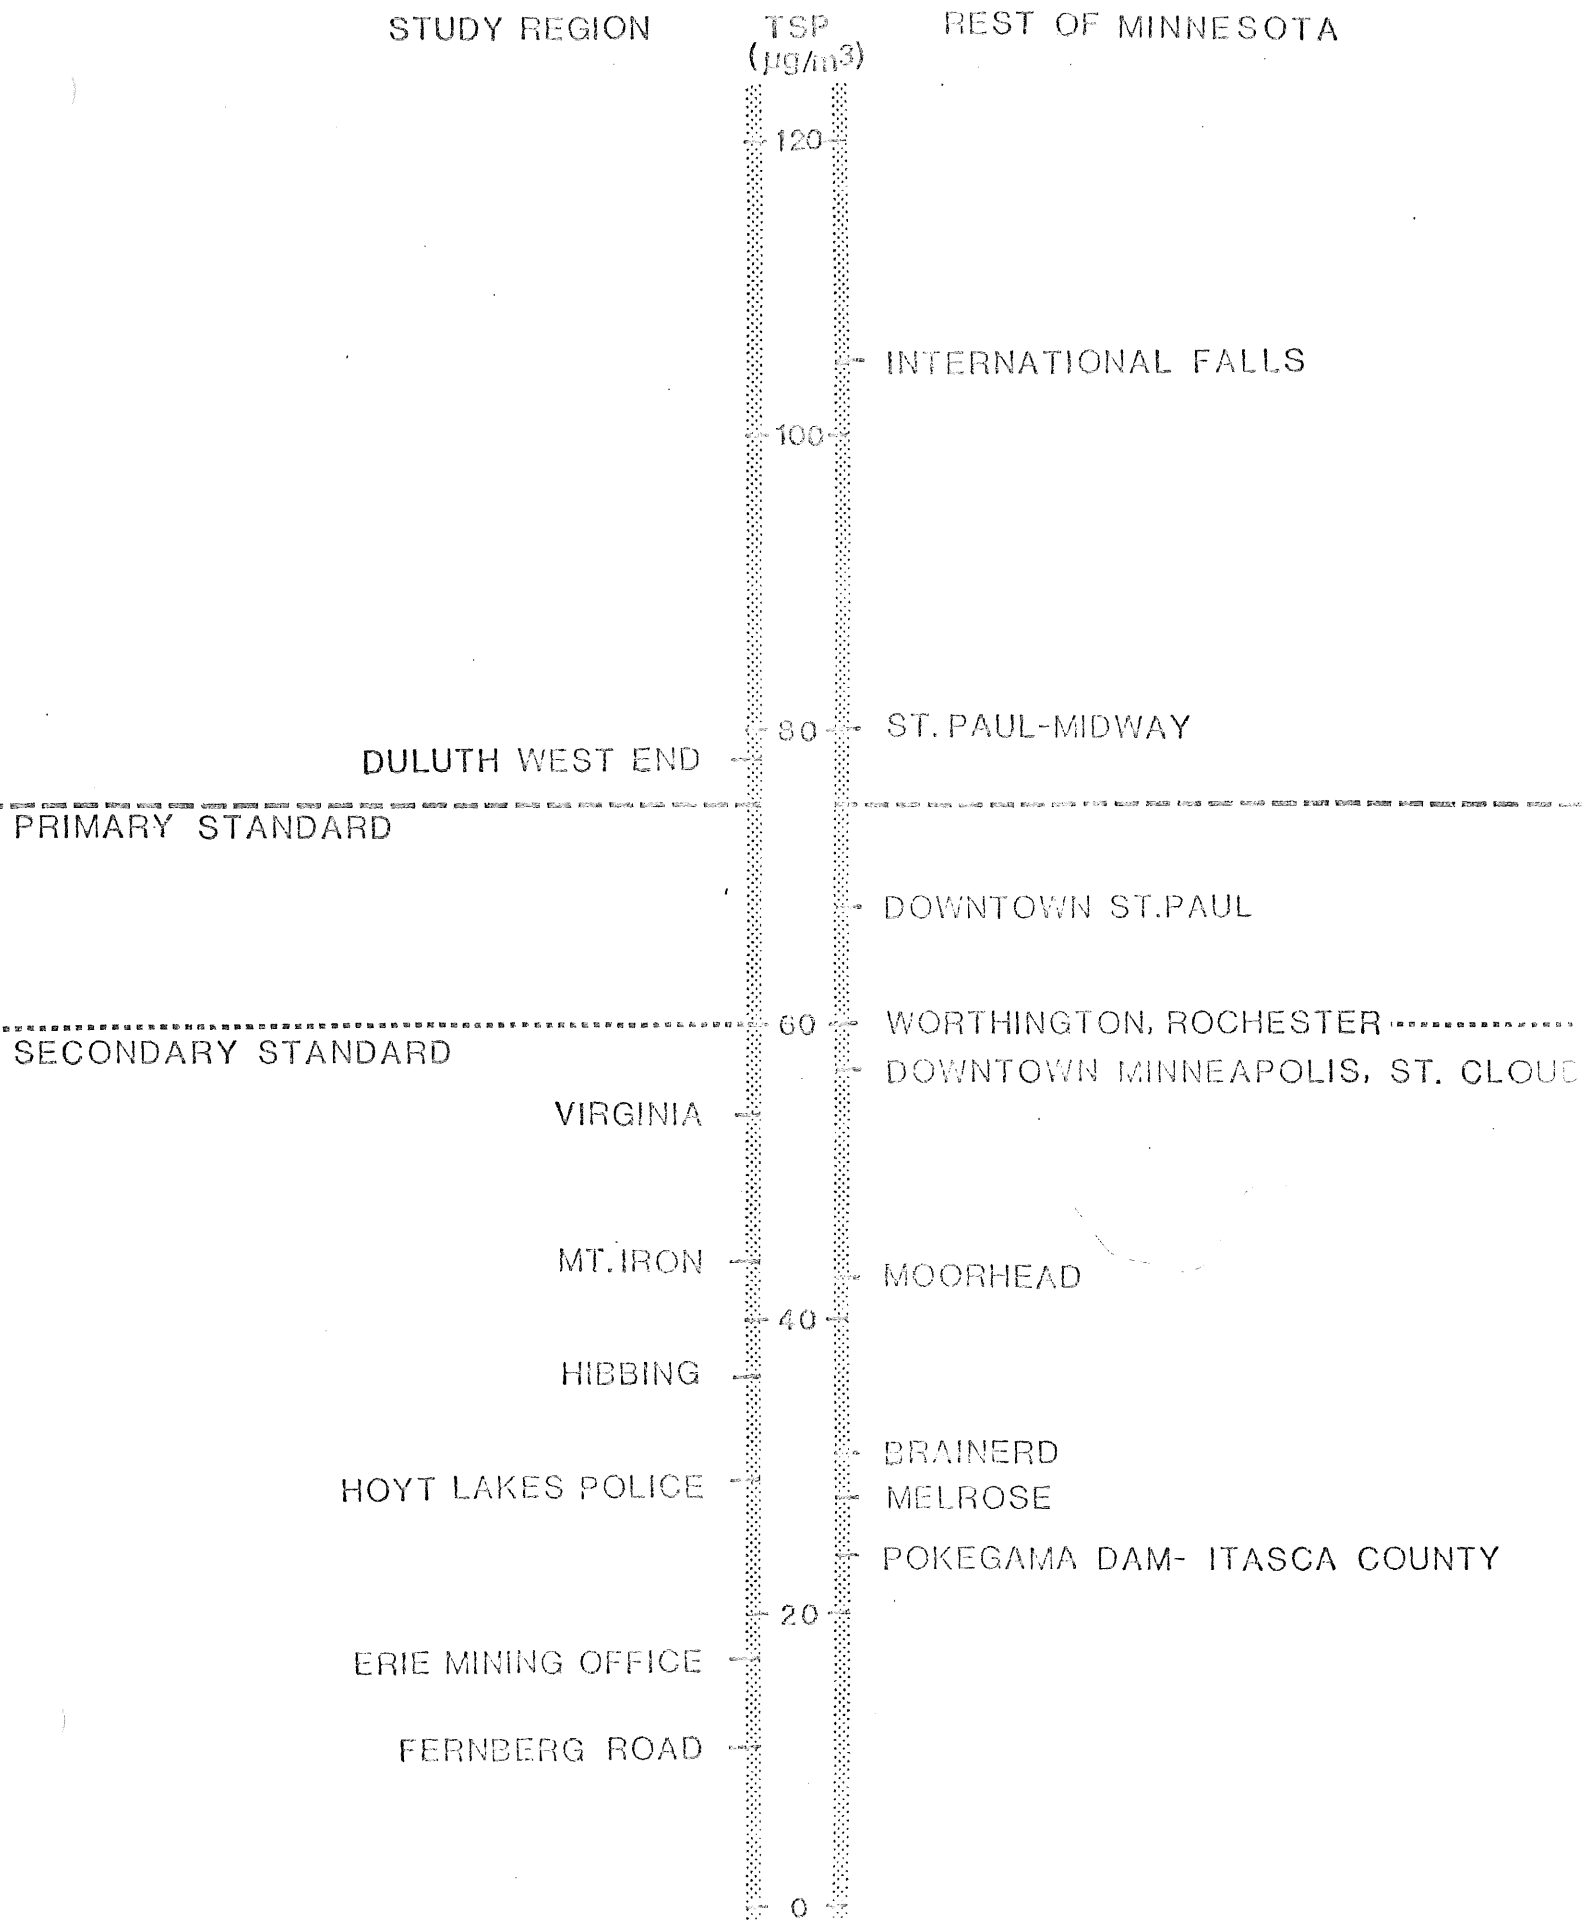 STUDY REGION TSP REST OF MINNESOTA
(µg/m3)
120
INTERNATIONAL FALLS
100
80 ST. PAUL-MIDWAY
DULUTH WEST END
PRIMARY STANDARD
DOWNTOWN ST.PAUL
60 WORTHINGTON, ROCHESTER
SECONDARY STANDARD
DOWNTOWN MINNEAPOLIS, ST. CLOUD
VIRGINIA
MT. IRON
MOORHEAD
40
HIBBING
BRAINERD
HOYT LAKES POLICE
MELROSE
POKEGAMA DAM- ITASCA COUNTY
20
ERIE MINING OFFICE
FERNBERG ROAD
0